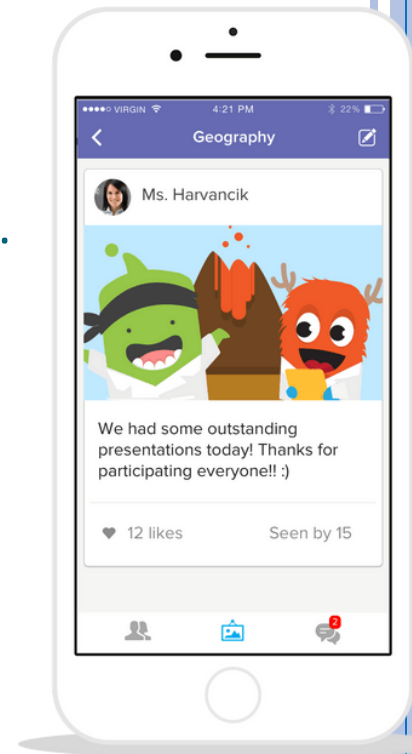 VIRGIN 4:21 PM 22%
Geography
Ms. Harvancik
We had some outstanding
presentations today! Thanks for
participating everyone!! :)
12 likes Seen by 15
2